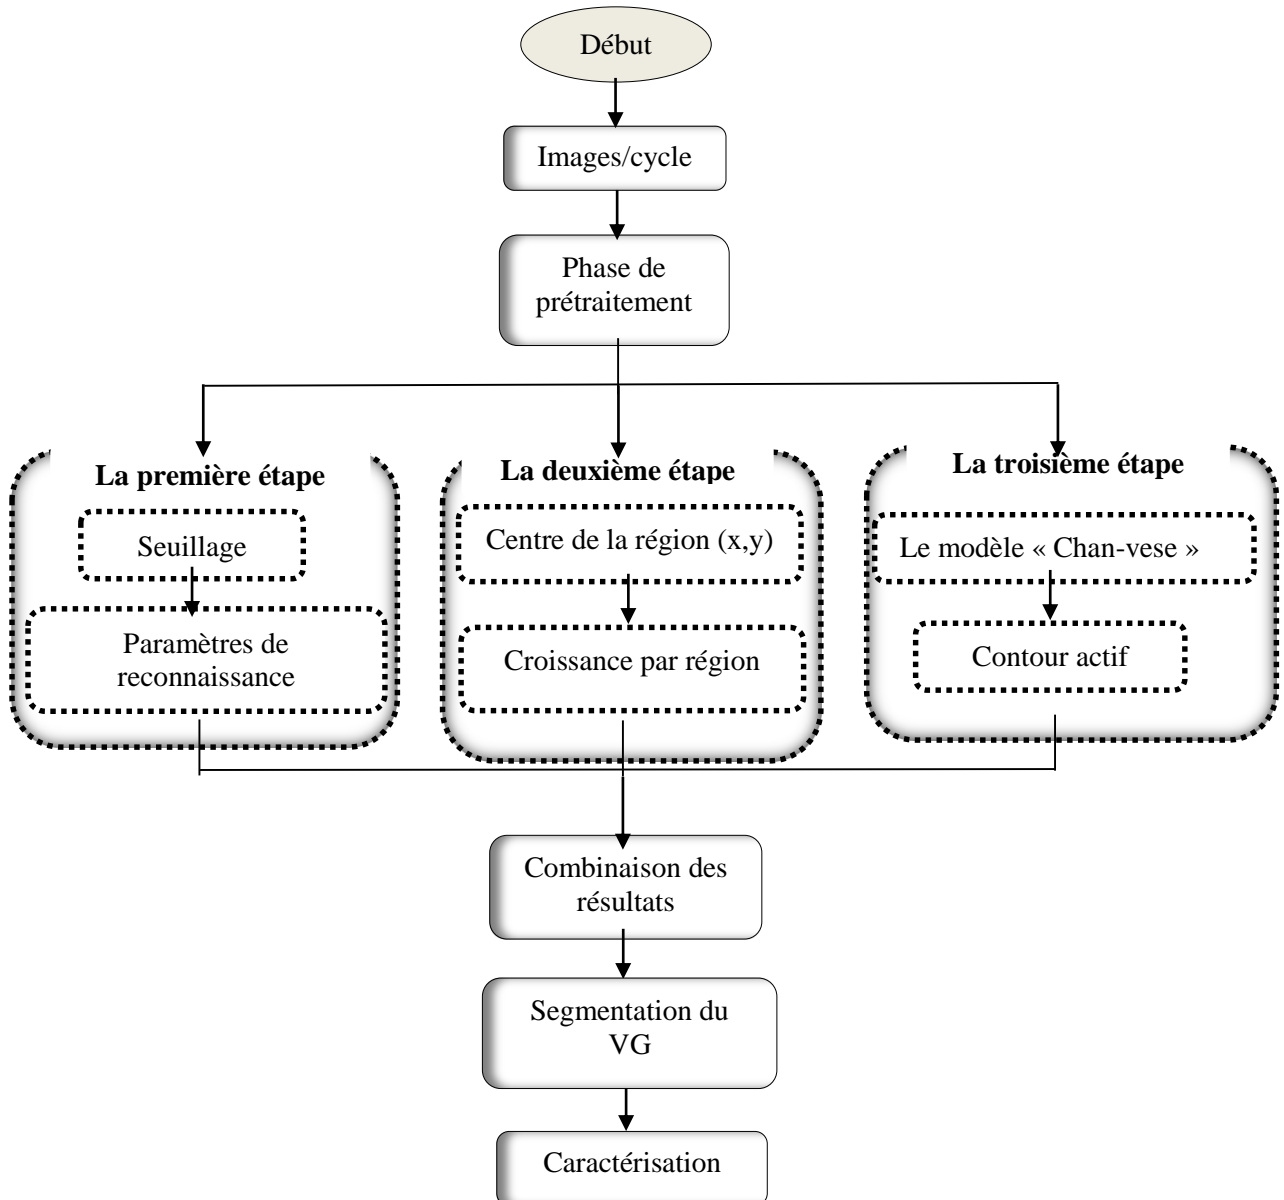 Début
Images/cycle
Phase de
prétraitement
La première étape
Seuillage
Paramètres de
reconnaissance
La deuxième étape
Centre de la région (x,y)
Croissance par région
La troisième étape
Le modèle « Chan-vese »
Contour actif
Combinaison des
résultats
Segmentation du
VG
Caractérisation